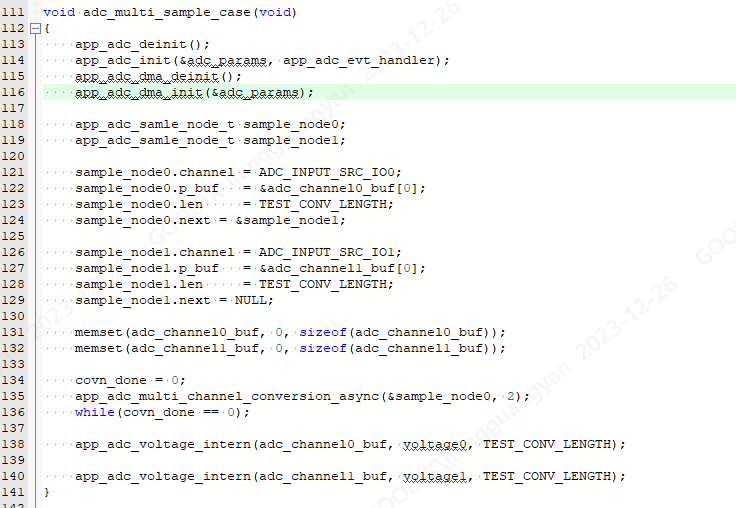 111 void adc_multi_sample_case(void)
112 {
113 app_adc_deinit();
114 app_adc_init(&adc_params, app_adc_evt_handler);
115 app_adc_dma_deinit();
116 app_adc_dma_init(&adc_params);
117
118 app_adc_samle_node_t sample_node0;
119 app_adc_samle_node_t sample_node1;
120
121 sample_node0.channel = ADC_INPUT_SRC_IO0;
122 sample_node0.p_buf   = &adc_channel0_buf[0];
123 sample_node0.len     = TEST_CONV_LENGTH;
124 sample_node0.next = &sample_node1;
125
126 sample_node1.channel = ADC_INPUT_SRC_IO1;
127 sample_node1.p_buf   = &adc_channel1_buf[0];
128 sample_node1.len     = TEST_CONV_LENGTH;
129 sample_node1.next = NULL;
130
131 memset(adc_channel0_buf, 0, sizeof(adc_channel0_buf));
132 memset(adc_channel1_buf, 0, sizeof(adc_channel1_buf));
133
134 covn_done = 0;
135 app_adc_multi_channel_conversion_async(&sample_node0, 2);
136 while(covn_done == 0);
137
138 app_adc_voltage_intern(adc_channel0_buf, voltage0, TEST_CONV_LENGTH);
139
140 app_adc_voltage_intern(adc_channel1_buf, voltage1, TEST_CONV_LENGTH);
141 }
2023-12-26
2023-12-26